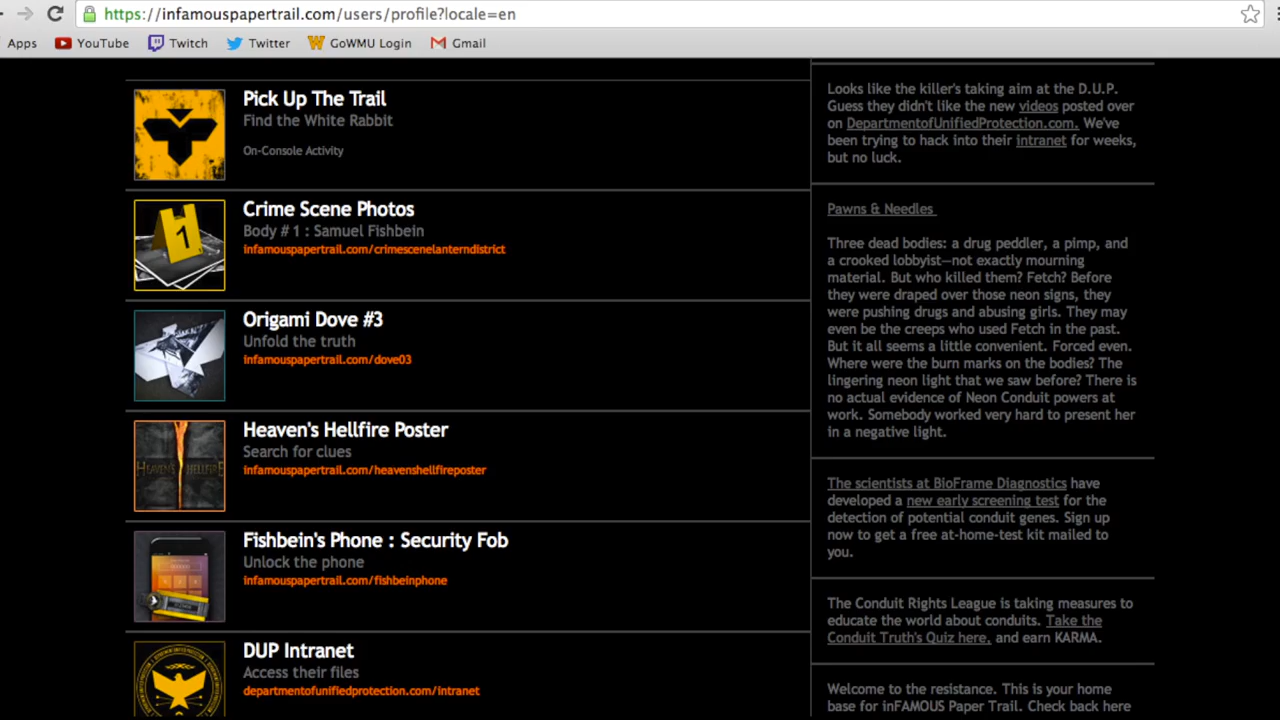 https://infamouspapertrail.com/users/profile?locale=en
Apps YouTube Twitch Twitter GoWMU Login Gmail
Pick Up The Trail
Find the White Rabbit
On-Console Activity
Crime Scene Photos
Body # 1 : Samuel Fishbein
infamouspapertrail.com/crimescenelanterndistrict
1
Origami Dove #3
Unfold the truth
infamouspapertrail.com/dove03
Heaven's Hellfire Poster
Search for clues
infamouspapertrail.com/heavenshellfireposter
HEAVEN'S HELLFIRE
Fishbein's Phone : Security Fob
Unlock the phone
infamouspapertrail.com/fishbeinphone
DUP Intranet
Access their files
departmentofunifiedprotection.com/intranet
Looks like the killer's taking aim at the D.U.P.
Guess they didn't like the new videos posted over
on DepartmentofUnifiedProtection.com. We've
been trying to hack into their intranet for weeks,
but no luck.
Pawns & Needles
Three dead bodies: a drug peddler, a pimp, and
a crooked lobbyist—not exactly mourning
material. But who killed them? Fetch? Before
they were draped over those neon signs, they
were pushing drugs and abusing girls. They may
even be the creeps who used Fetch in the past.
But it all seems a little convenient. Forced even.
Where were the burn marks on the bodies? The
lingering neon light that we saw before? There is
no actual evidence of Neon Conduit powers at
work. Somebody worked very hard to present her
in a negative light.
The scientists at BioFrame Diagnostics have
developed a new early screening test for the
detection of potential conduit genes. Sign up
now to get a free at-home-test kit mailed to
you.
The Conduit Rights League is taking measures to
educate the world about conduits. Take the
Conduit Truth's Quiz here, and earn KARMA.
Welcome to the resistance. This is your home
base for inFAMOUS Paper Trail. Check back here